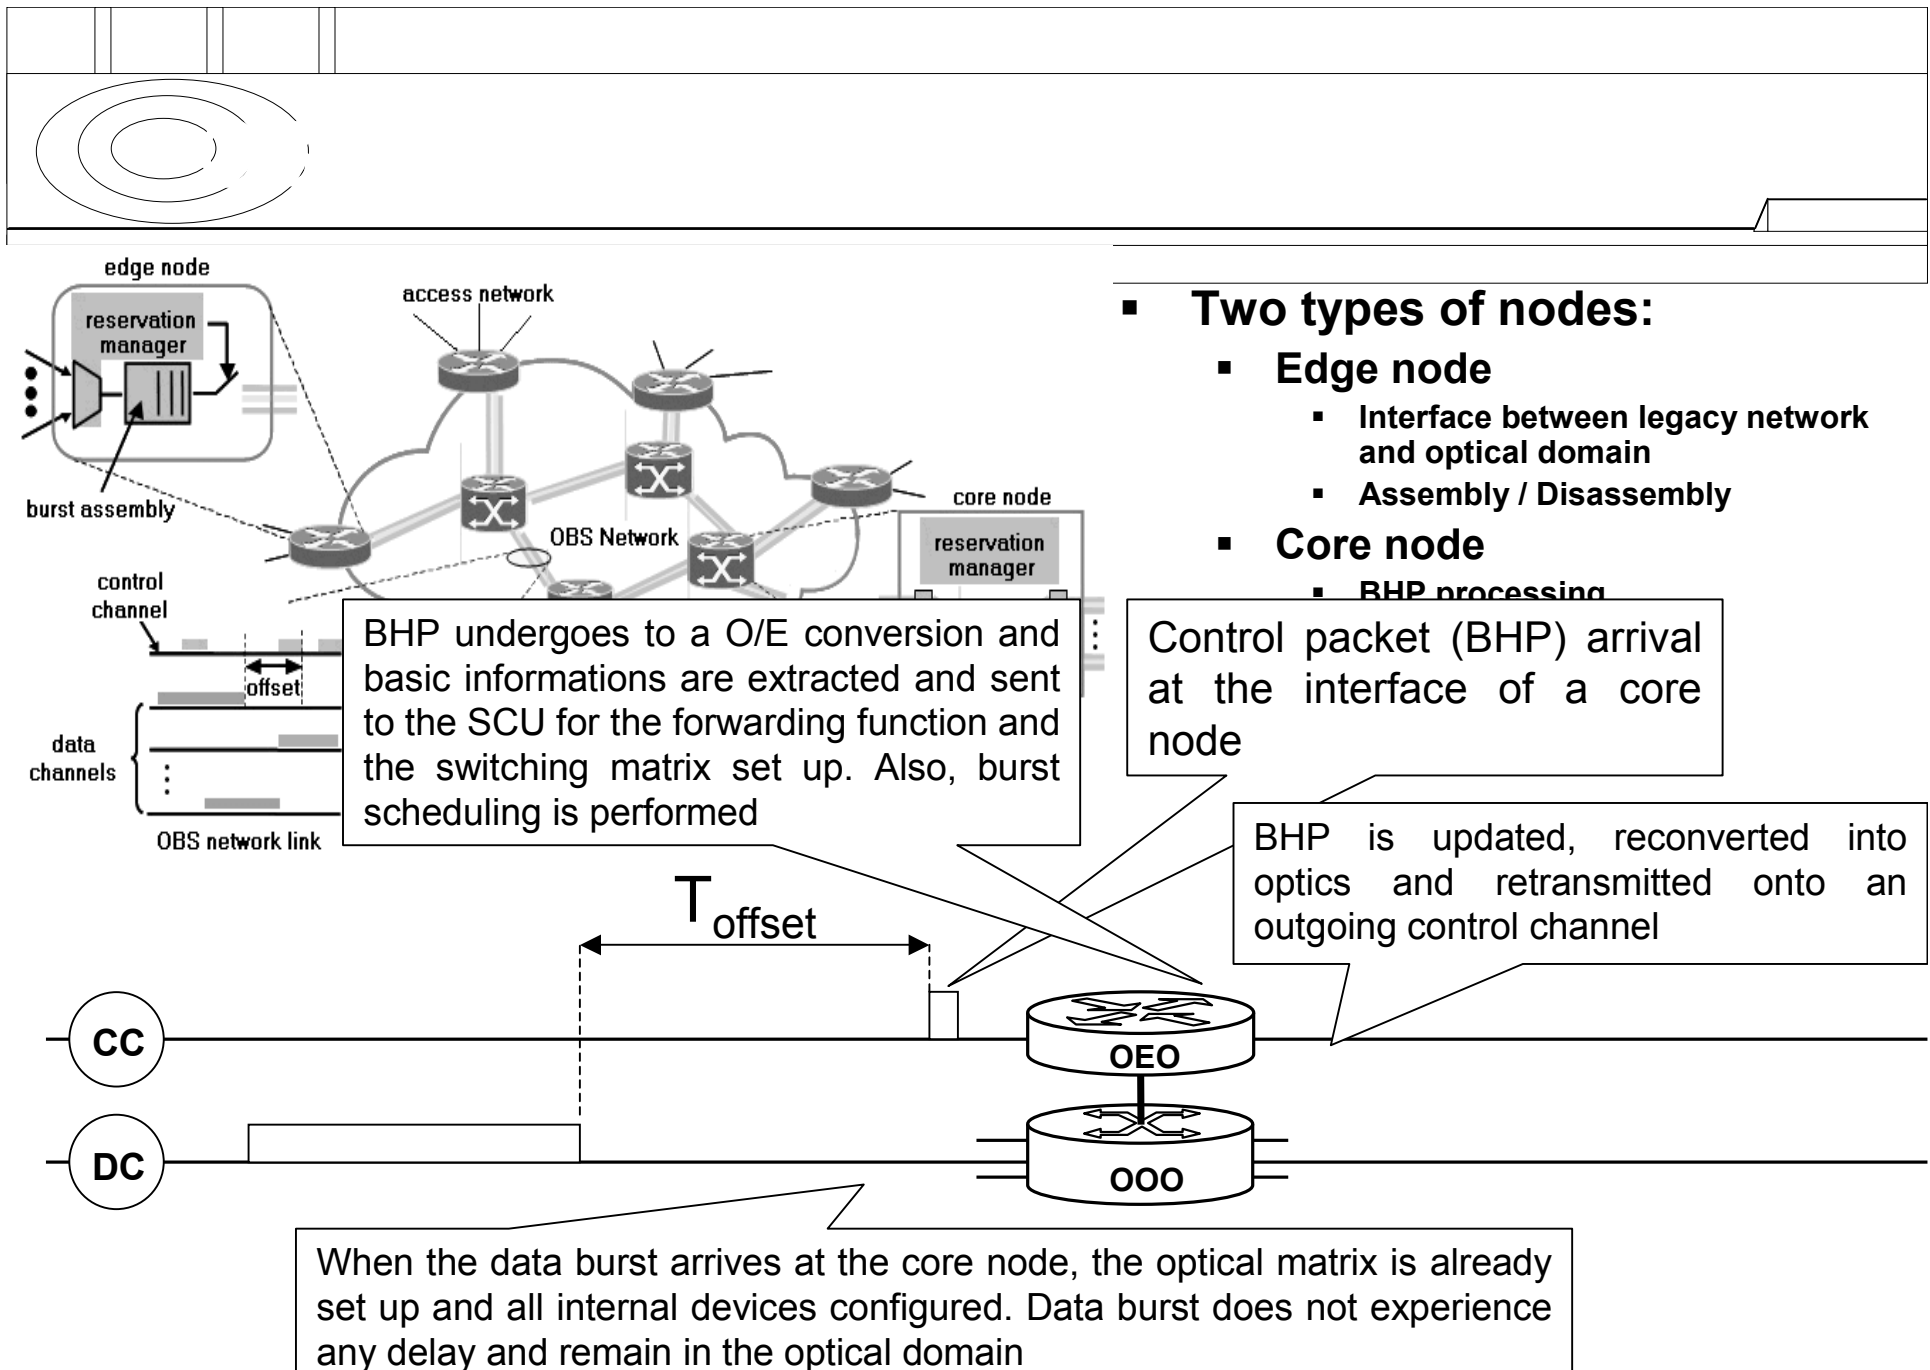 edge node
access network
reservation
manager
burst assembly
OBS Network
core node
reservation
manager
control
channel
offset
data
channels
OBS network link
▪ Two types of nodes:
▪ Edge node
▪ Interface between legacy network
and optical domain
▪ Assembly / Disassembly
▪ Core node
▪ BHP processing
BHP undergoes to a O/E conversion and
basic informations are extracted and sent
to the SCU for the forwarding function and
the switching matrix set up. Also, burst
scheduling is performed
Control packet (BHP) arrival
at the interface of a core
node
BHP is updated, reconverted into
optics and retransmitted onto an
outgoing control channel
Toffset
CC
OEO
DC
OOO
When the data burst arrives at the core node, the optical matrix is already
set up and all internal devices configured. Data burst does not experience
any delay and remain in the optical domain